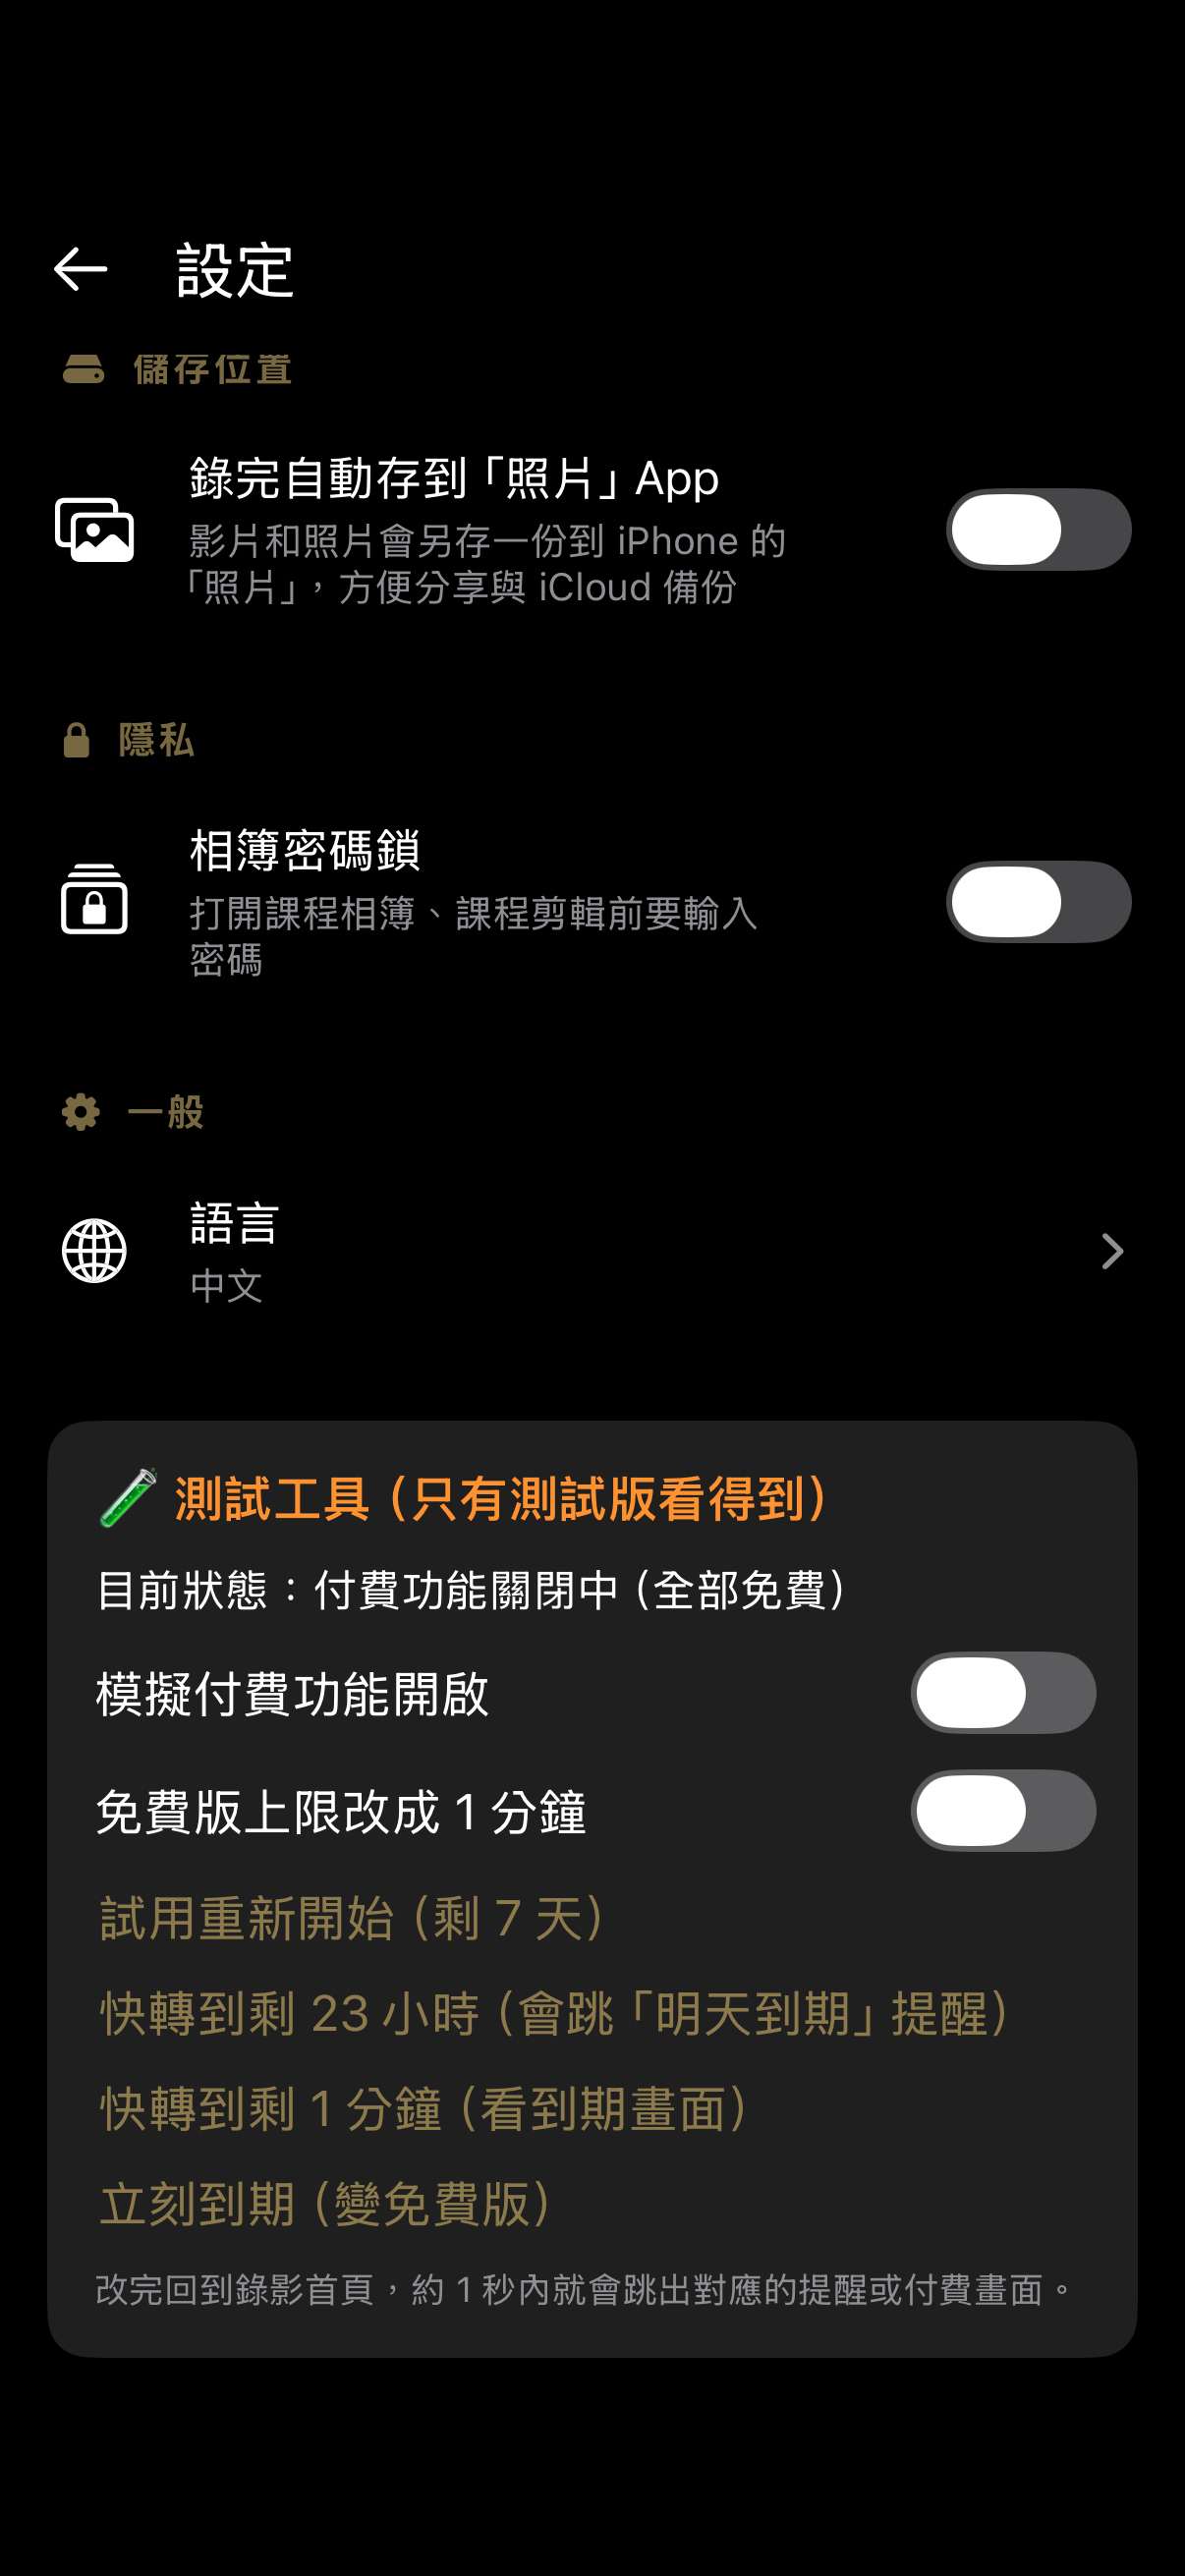 設定
儲存位置
錄完自動存到「照片」App
影片和照片會另存一份到 iPhone 的
「照片」，方便分享與 iCloud 備份
隱私
相簿密碼鎖
打開課程相簿、課程剪輯前要輸入
密碼
一般
語言
中文
測試工具（只有測試版看得到）
目前狀態：付費功能關閉中（全部免費）
模擬付費功能開啟
免費版上限改成 1 分鐘
試用重新開始（剩 7 天）
快轉到剩 23 小時（會跳「明天到期」提醒）
快轉到剩 1 分鐘（看到期畫面）
立刻到期（變免費版）
改完回到錄影首頁，約 1 秒內就會跳出對應的提醒或付費畫面。